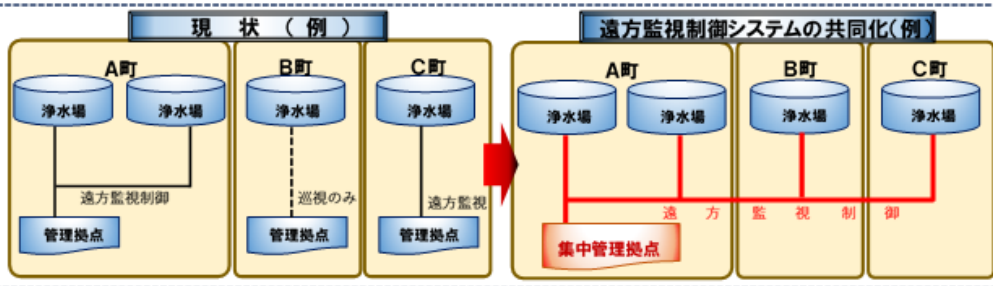 現状(例)
A町
B町
C町
浄水場
浄水場
浄水場
浄水場
遠方監視制御
巡視のみ
遠方監視
管理拠点
管理拠点
管理拠点
遠方監視制御システムの共同化(例)
A町
B町
C町
浄水場
浄水場
浄水場
浄水場
遠方監視制御
集中管理拠点